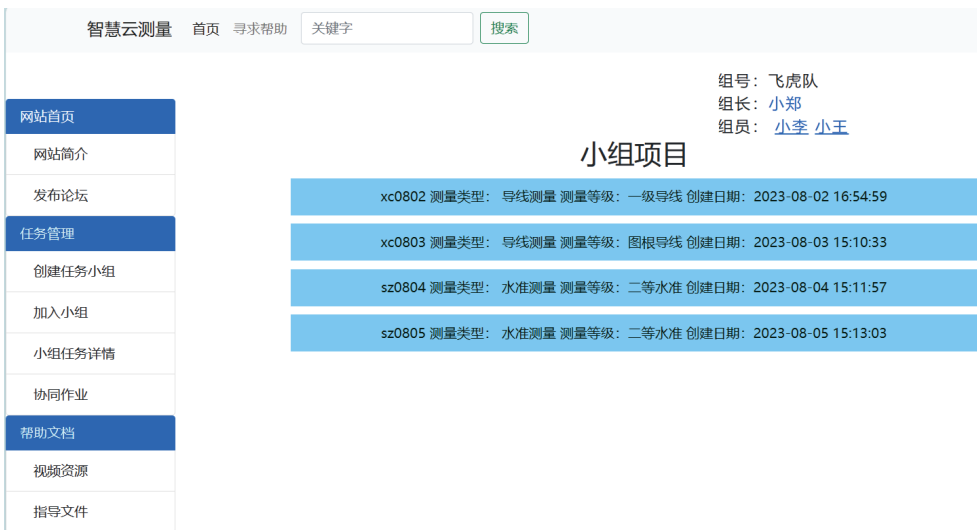 智慧云测量 首页 寻求帮助 关键字 搜索
组号：飞虎队
组长：小郑
组员： 小李 小王
网站首页
网站简介
发布论坛
任务管理
创建任务小组
加入小组
小组任务详情
协同作业
帮助文档
视频资源
指导文件
小组项目
xc0802 测量类型： 导线测量 测量等级：一级导线 创建日期：2023-08-02 16:54:59
xc0803 测量类型： 导线测量 测量等级：图根导线 创建日期：2023-08-03 15:10:33
sz0804 测量类型： 水准测量 测量等级：二等水准 创建日期：2023-08-04 15:11:57
sz0805 测量类型： 水准测量 测量等级：二等水准 创建日期：2023-08-05 15:13:03